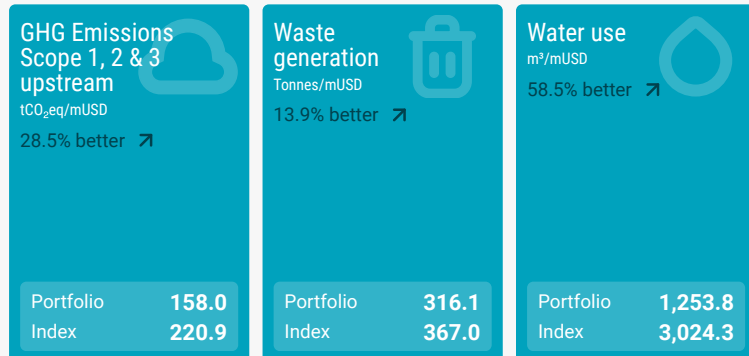 GHG Emissions
Scope 1, 2 & 3
upstream
tCO₂eq/mUSD
28.5% better
Portfolio 158.0
Index 220.9
Waste
generation
Tonnes/mUSD
13.9% better
Portfolio 316.1
Index 367.0
Water use
m³/mUSD
58.5% better
Portfolio 1,253.8
Index 3,024.3